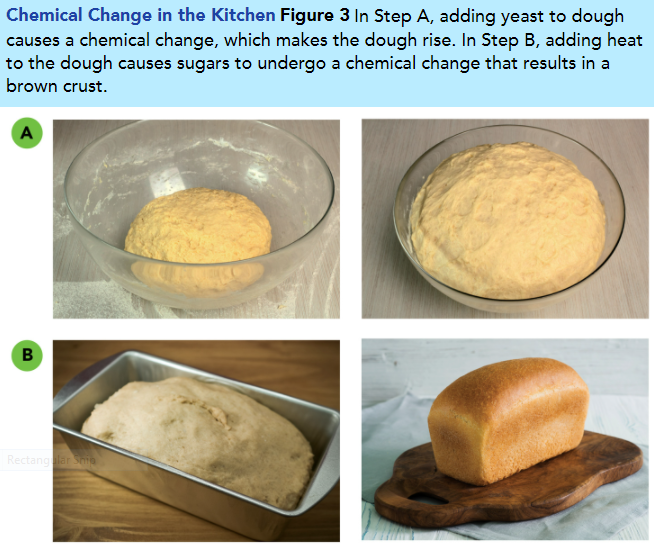 Chemical Change in the Kitchen Figure 3 In Step A, adding yeast to dough
causes a chemical change, which makes the dough rise. In Step B, adding heat
to the dough causes sugars to undergo a chemical change that results in a
brown crust.
A
B
Rectangular Snip